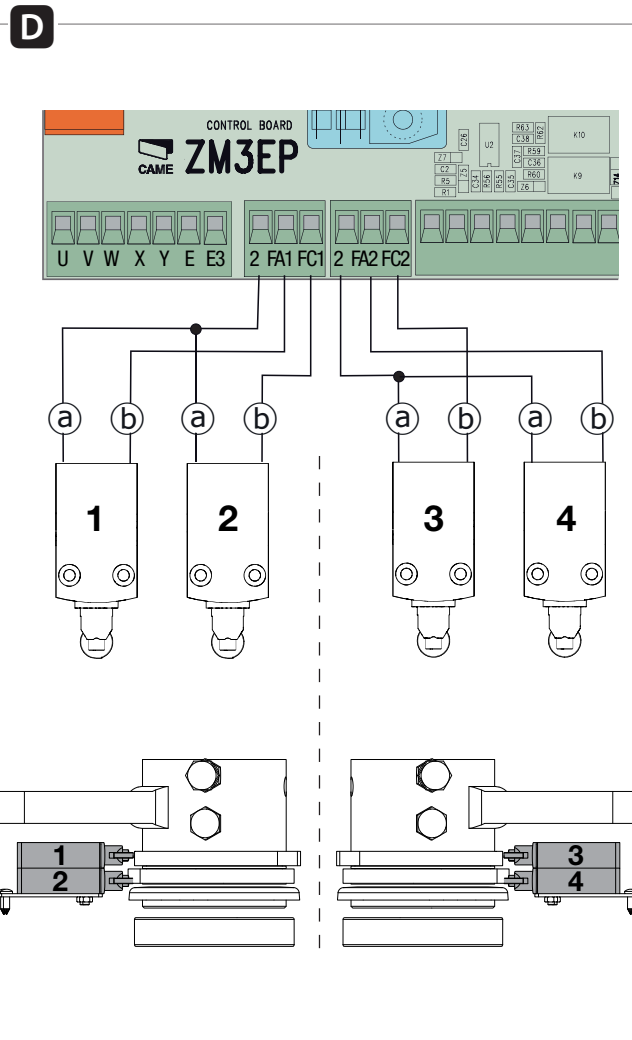 D
CONTROL BOARD
CAME ZM3EP
C26 U2 R63 C38 R62 K10
Z7 C37 R59
C2 Z5 C34 R56 R55 C35 C36
R5 R60 K9
R1 Z6
U V W X Y E E3 2 FA1 FC1 2 FA2 FC2
a b a b a b a b
1 2 3 4
1 3
2 4